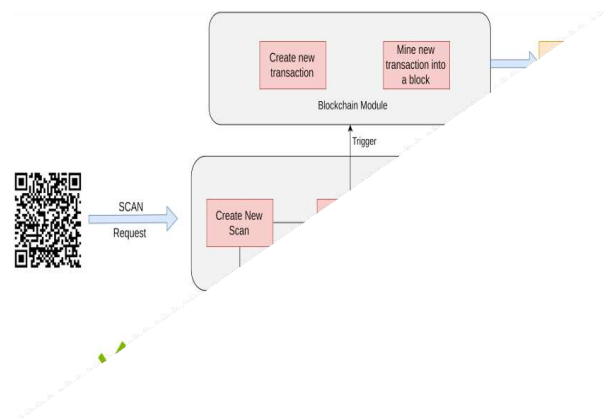 Create new
transaction
Mine new
transaction into
a block
Blockchain Module
Trigger
SCAN
Request
Create New
Scan